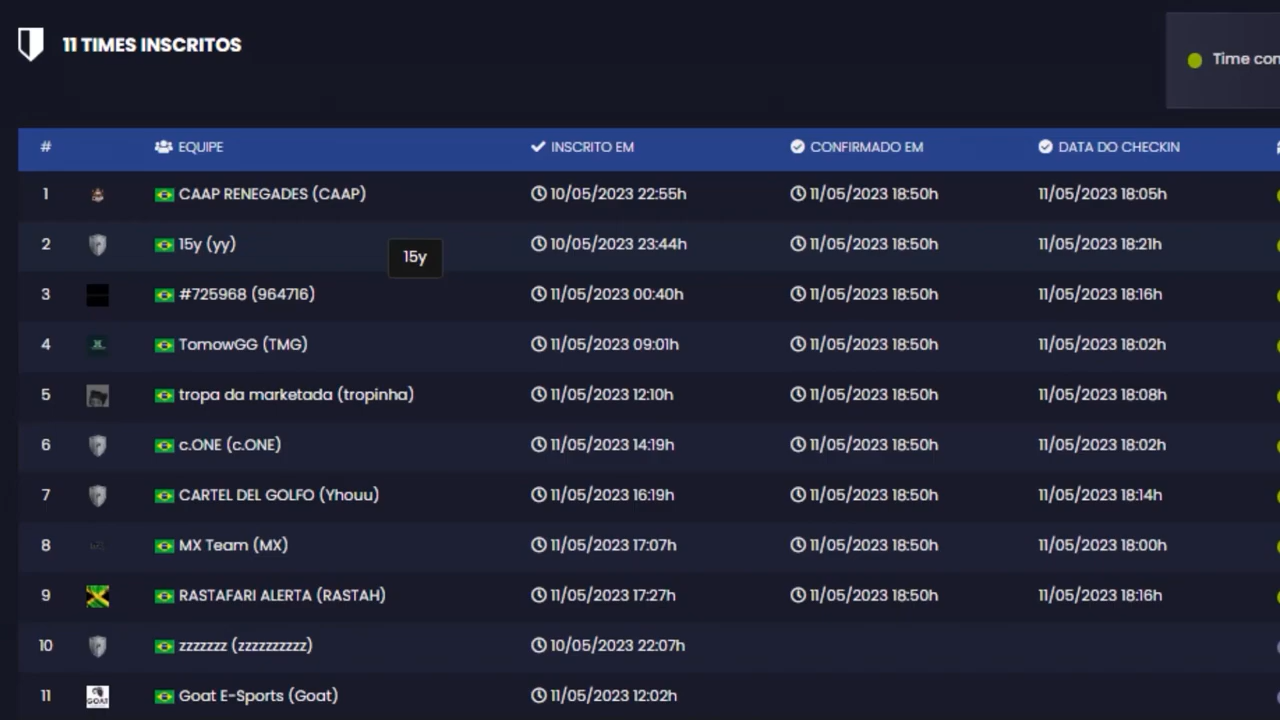 11 TIMES INSCRITOS
Time con
# EQUIPE INSCRITO EM CONFIRMADO EM DATA DO CHECKIN
1 CAAP RENEGADES (CAAP) 10/05/2023 22:55h 11/05/2023 18:50h 11/05/2023 18:05h
2 15y (yy) 10/05/2023 23:44h 11/05/2023 18:50h 11/05/2023 18:21h
15y
3 #725968 (964716) 11/05/2023 00:40h 11/05/2023 18:50h 11/05/2023 18:16h
4 TomowGG (TMG) 11/05/2023 09:01h 11/05/2023 18:50h 11/05/2023 18:02h
5 tropa da marketada (tropinha) 11/05/2023 12:10h 11/05/2023 18:50h 11/05/2023 18:08h
6 c.ONE (c.ONE) 11/05/2023 14:19h 11/05/2023 18:50h 11/05/2023 18:02h
7 CARTEL DEL GOLFO (Yhouu) 11/05/2023 16:19h 11/05/2023 18:50h 11/05/2023 18:14h
8 MX Team (MX) 11/05/2023 17:07h 11/05/2023 18:50h 11/05/2023 18:00h
9 RASTAFARI ALERTA (RASTAH) 11/05/2023 17:27h 11/05/2023 18:50h 11/05/2023 18:16h
10 zzzzzzz (zzzzzzzzzz) 10/05/2023 22:07h
11 GOAT Goat E-Sports (Goat) 11/05/2023 12:02h